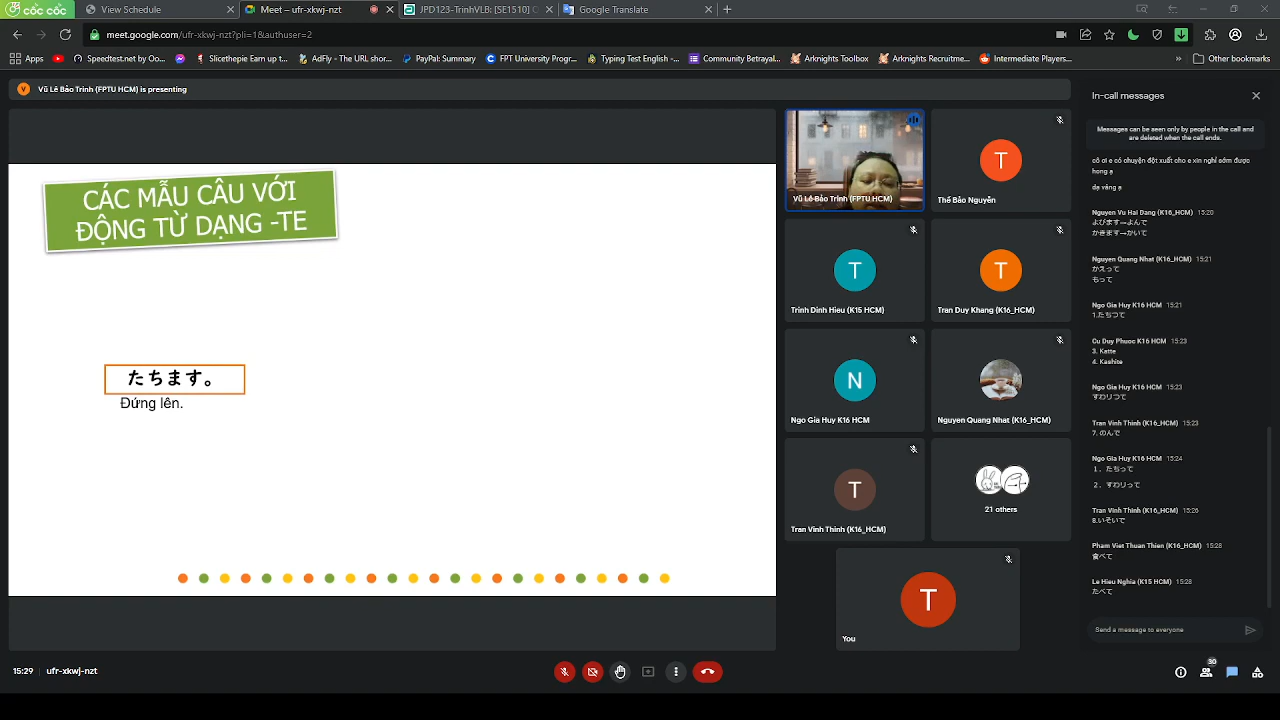 cốc cốc
View Schedule
Meet – ufr-xkwj-nzt
JPD123-TrinhVLB: [SE1510]
Google Translate
meet.google.com/ufr-xkwj-nzt?pli=1&authuser=2
Apps
Speedtest.net by Oo...
Slicethepie Earn up t...
AdFly - The URL shor...
PayPal Summary
FPT University Progr...
Typing Test English -...
Community Betrayal...
Arknights Toolbox
Arknights Recruitme...
Intermediate Players...
Other bookmarks
V
Vũ Lê Bảo Trinh (FPTU HCM) is presenting
CÁC MẪU CÂU VỚI
ĐỘNG TỪ DẠNG -TE
たちます。
Đứng lên.
Vũ Lê Bảo Trinh (FPTU HCM)
T
Thế Bảo Nguyễn
T
Trinh Dinh Hieu (K15 HCM)
T
Tran Duy Khang (K16_HCM)
N
Ngo Gia Huy K16 HCM
Nguyen Quang Nhat (K16_HCM)
T
Tran Vinh Thinh (K16_HCM)
21 others
T
You
In-call messages
Messages can be seen only by people in the call and
are deleted when the call ends.
cô ơi e có chuyện đột xuất cho e xin nghỉ sớm được
hong ạ
dạ vâng ạ
Nguyen Vu Hai Dang (K16_HCM) 15:20
よびます→よんで
かきます→かいて
Nguyen Quang Nhat (K16_HCM) 15:21
かえって
もって
Ngo Gia Huy K16 HCM 15:21
1.たちつて
Cu Duy Phuoc K16 HCM 15:23
3. Katte
4. Kashite
Ngo Gia Huy K16 HCM 15:23
すわりつて
Tran Vinh Thinh (K16_HCM) 15:23
7. のんで
Ngo Gia Huy K16 HCM 15:24
１．たちって
２．すわりって
Tran Vinh Thinh (K16_HCM) 15:26
8.いそいで
Pham Viet Thuan Thien (K16_HCM) 15:28
食べて
Le Hieu Nghia (K15 HCM) 15:28
たべて
Send a message to everyone
15:29
ufr-xkwj-nzt
30